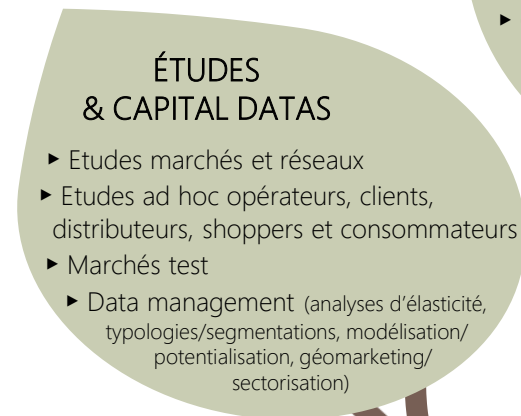 ÉTUDES
& CAPITAL DATAS
▸ Etudes marchés et réseaux
▸ Etudes ad hoc opérateurs, clients,
distributeurs, shoppers et consommateurs
▸ Marchés test
▸ Data management (analyses d’élasticité,
typologies/segmentations, modélisation/
potentialisation, géomarketing/
sectorisation)